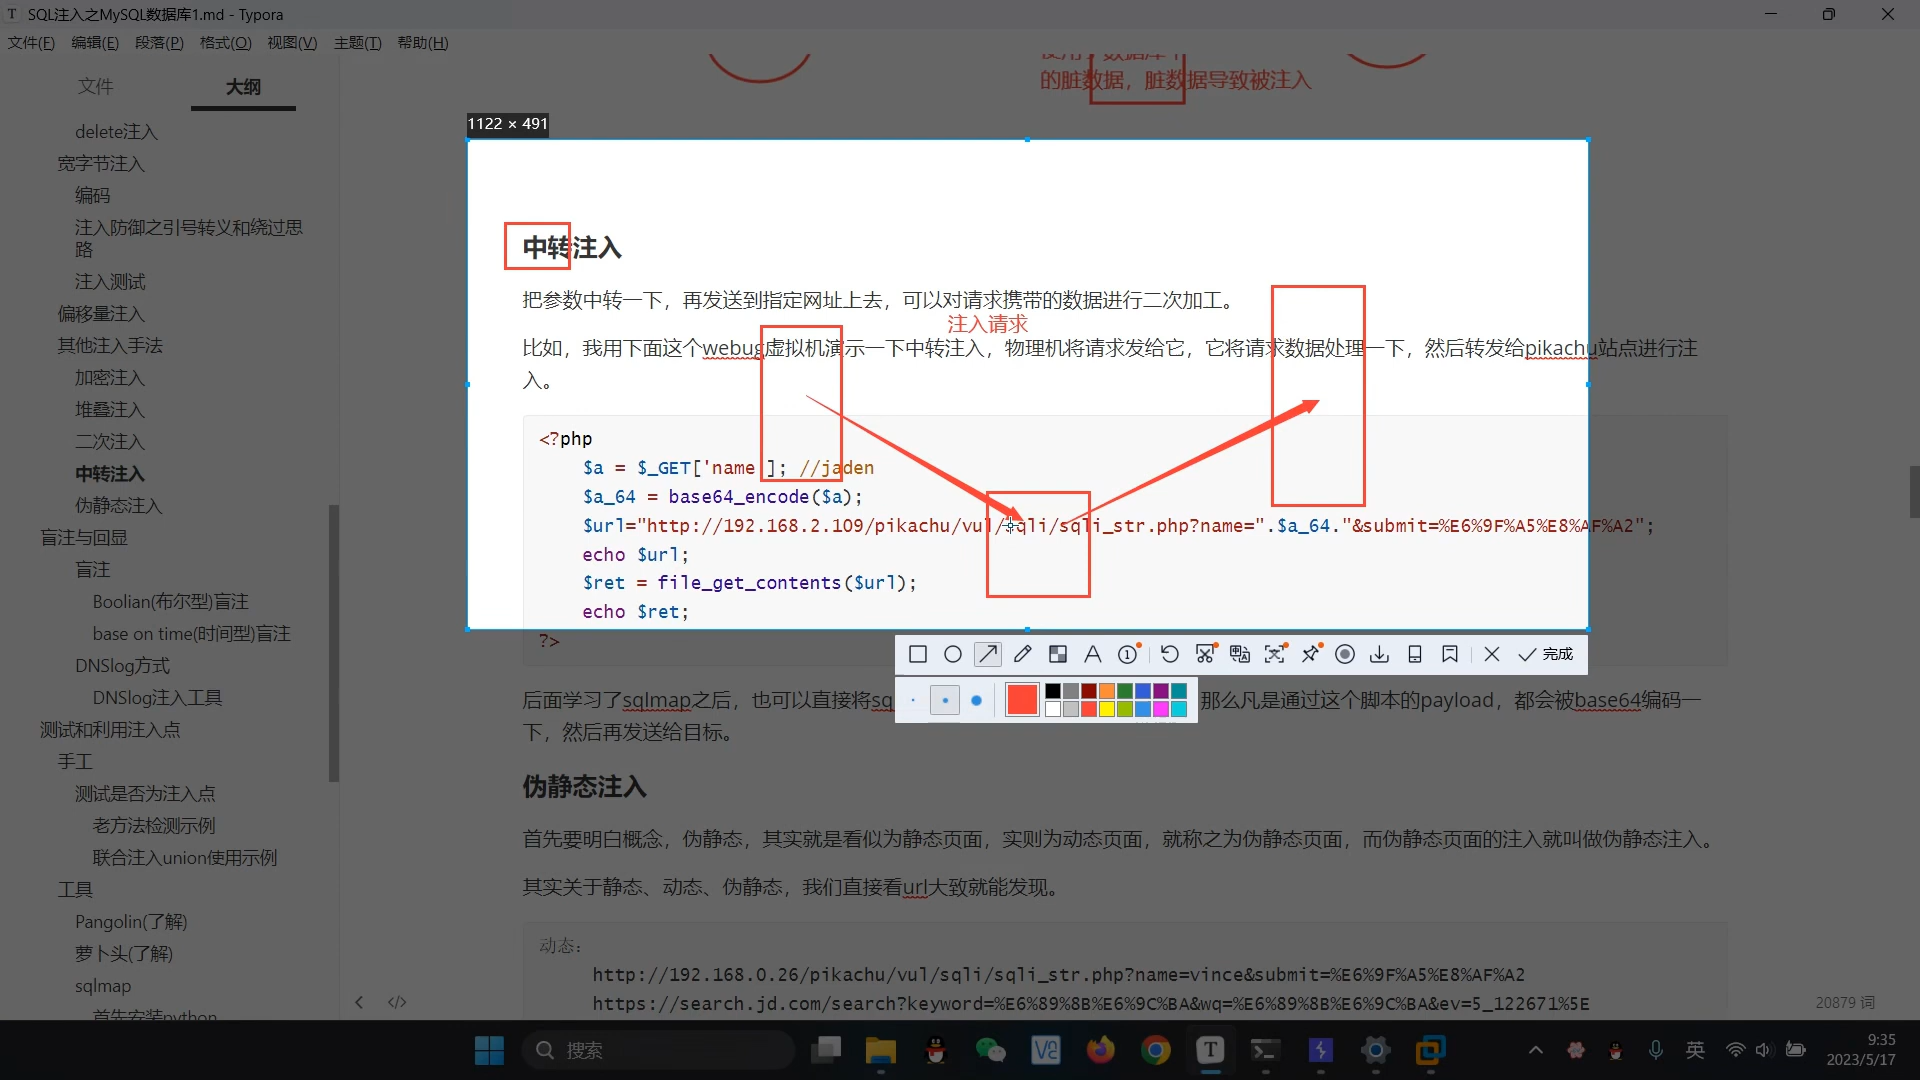 SQL注入之MySQL数据库1.md - Typora
文件(F) 编辑(E) 段落(P) 格式(O) 视图(V) 主题(T) 帮助(H)
文件 大纲
delete注入
宽字节注入
编码
注入防御之引号转义和绕过思
路
注入测试
偏移量注入
其他注入手法
加密注入
堆叠注入
二次注入
中转注入
伪静态注入
盲注与回显
盲注
Boolian(布尔型)盲注
base on time(时间型)盲注
DNSlog方式
DNSlog注入工具
测试和利用注入点
手工
测试是否为注入点
老方法检测示例
联合注入union使用示例
工具
Pangolin(了解)
萝卜头(了解)
sqlmap
首先安装python
的脏数据，脏数据导致被注入
1122 × 491
中转注入
把参数中转一下，再发送到指定网址上去，可以对请求携带的数据进行二次加工。
注入请求
比如，我用下面这个webug虚拟机演示一下中转注入，物理机将请求发给它，它将请求数据处理一下，然后转发给pikachu站点进行注
入。
<?php
$a = $_GET['name']; //jaden
$a_64 = base64_encode($a);
$url="http://192.168.2.109/pikachu/vul/sqli/sqli_str.php?name=".$a_64."&submit=%E6%9F%A5%E8%AF%A2";
echo $url;
$ret = file_get_contents($url);
echo $ret;
?>
完成
后面学习了sqlmap之后，也可以直接将sq 那么凡是通过这个脚本的payload，都会被base64编码一
下，然后再发送给目标。
伪静态注入
首先要明白概念，伪静态，其实就是看似为静态页面，实则为动态页面，就称之为伪静态页面，而伪静态页面的注入就叫做伪静态注入。
其实关于静态、动态、伪静态，我们直接看url大致就能发现。
动态：
http://192.168.0.26/pikachu/vul/sqli/sqli_str.php?name=vince&submit=%E6%9F%A5%E8%AF%A2
https://search.jd.com/search?keyword=%E6%89%8B%E6%9C%BA&wq=%E6%89%8B%E6%9C%BA&ev=5_122671%5E
20879 词
搜索
英
9:35
2023/5/17